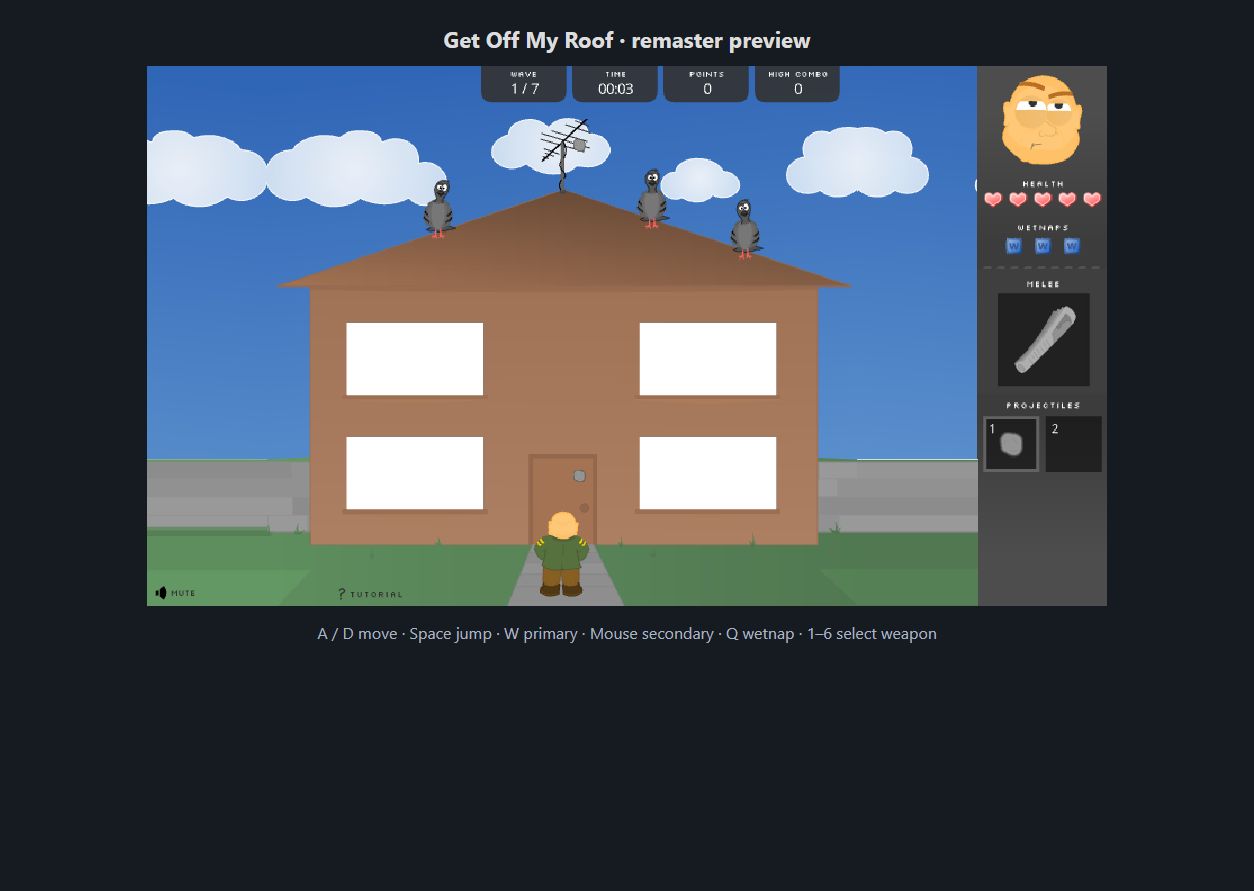 Get Off My Roof · remaster preview
WAVE
1 / 7
TIME
00:03
POINTS
0
HIGH COMBO
0
HEALTH
WETNAPS
W W W
MELEE
PROJECTILES
1 2
MUTE
? TUTORIAL
A / D move · Space jump · W primary · Mouse secondary · Q wetnap · 1–6 select weapon